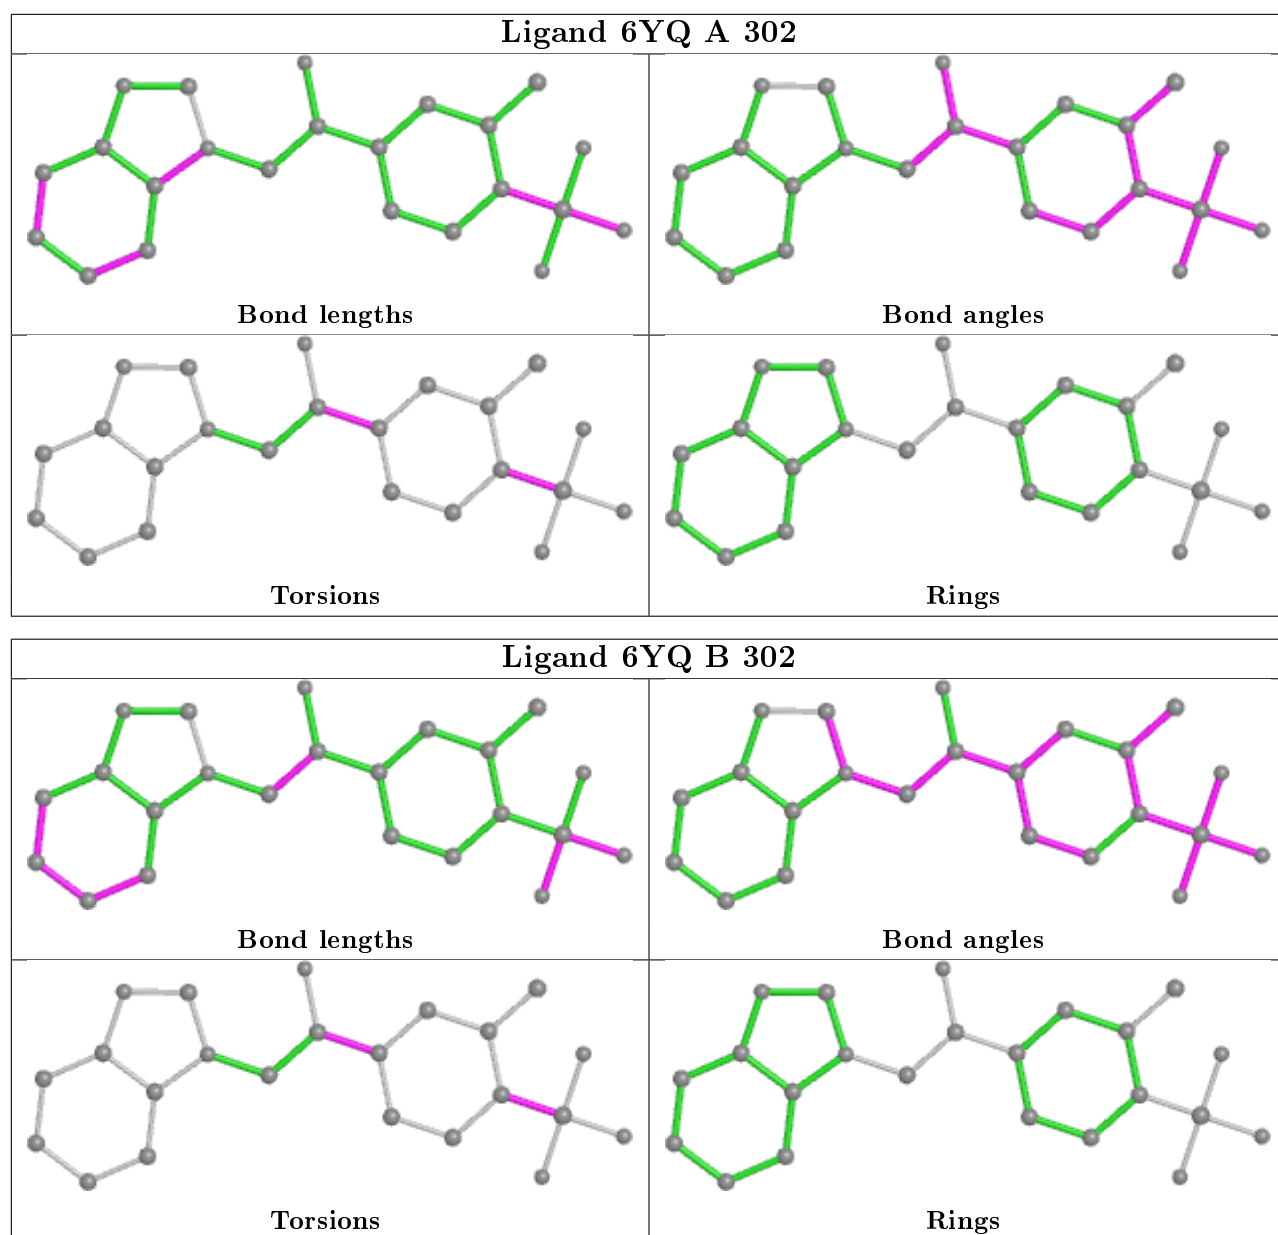 Ligand 6YQ A 302
Bond lengths
Bond angles
Torsions
Rings
Ligand 6YQ B 302
Bond lengths
Bond angles
Torsions
Rings